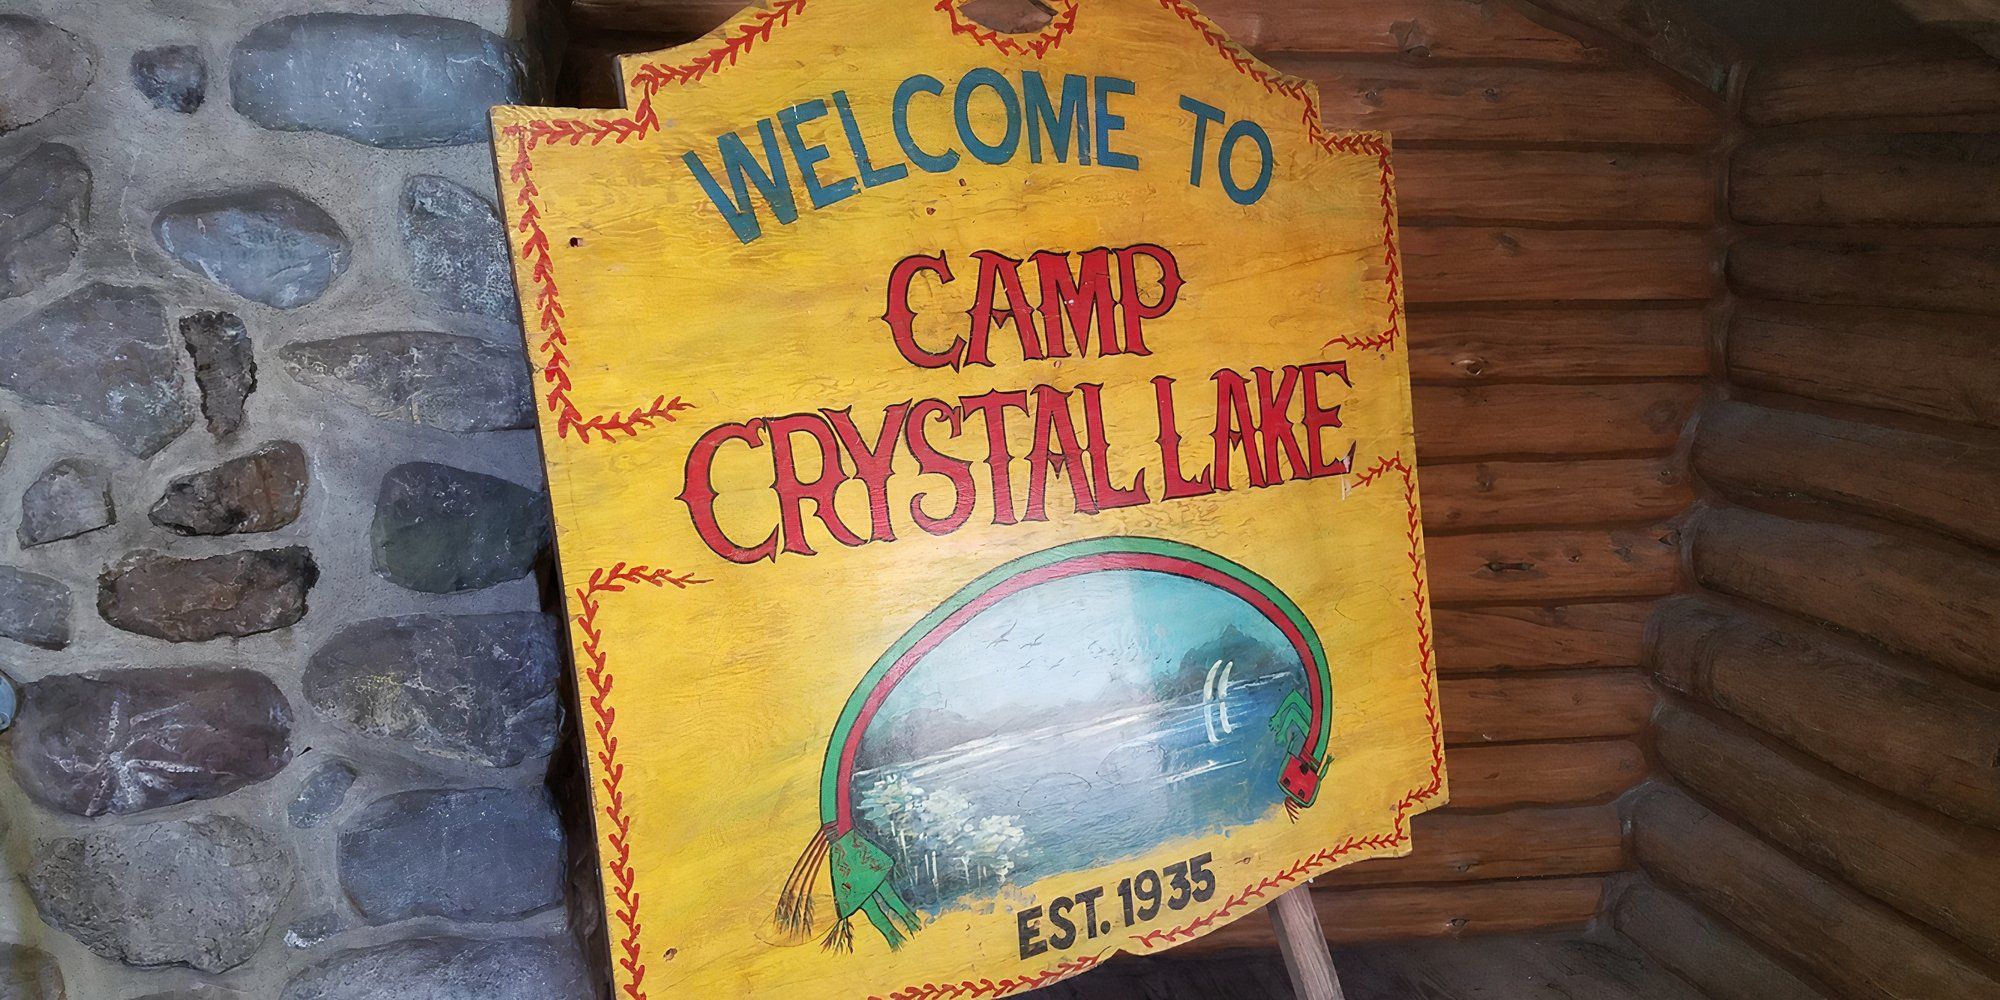 WELCOME TO
CAMP
CRYSTAL LAKE
EST. 1935